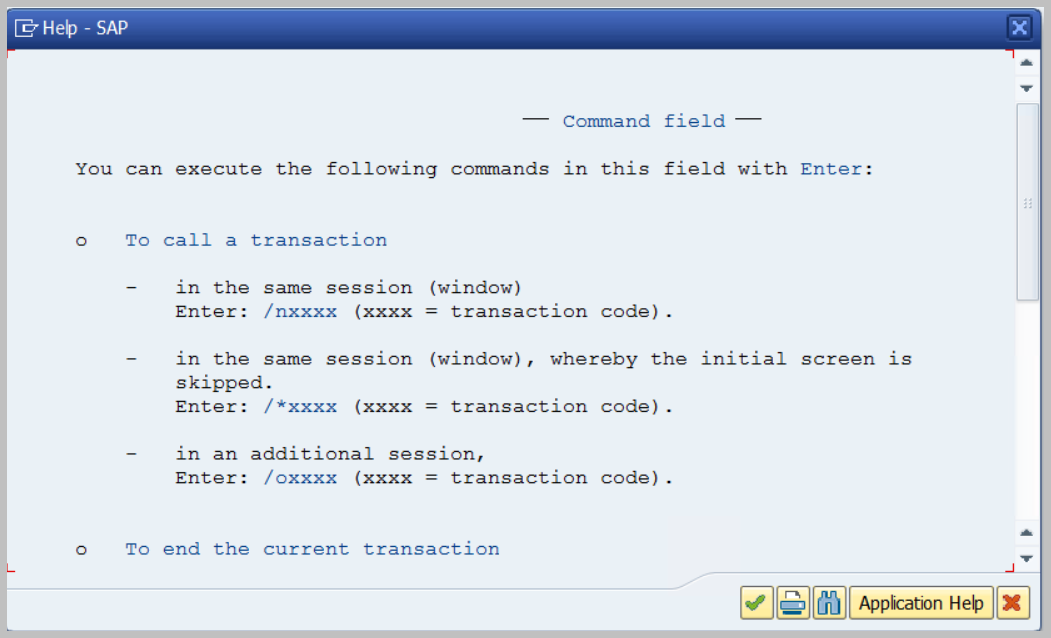 Help - SAP
Command field
You can execute the following commands in this field with Enter:
o To call a transaction
- in the same session (window)
Enter: /nxxxx (xxxx = transaction code).
- in the same session (window), whereby the initial screen is
skipped.
Enter: /*xxxx (xxxx = transaction code).
- in an additional session,
Enter: /oxxxx (xxxx = transaction code).
o To end the current transaction
Application Help